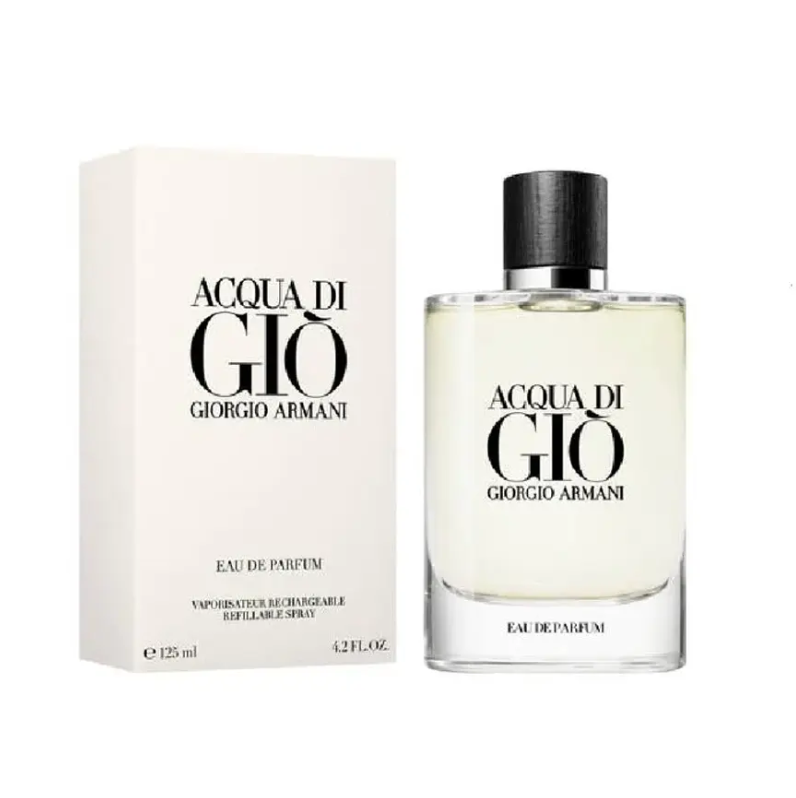 ACQUA DI
GIÒ
GIORGIO ARMANI
EAU DE PARFUM
VAPORISATEUR RECHARGEABLE
REFILLABLE SPRAY
℮ 125 ml 4.2 FL.OZ.
ACQUA DI
GIÒ
GIORGIO ARMANI
EAU DE PARFUM